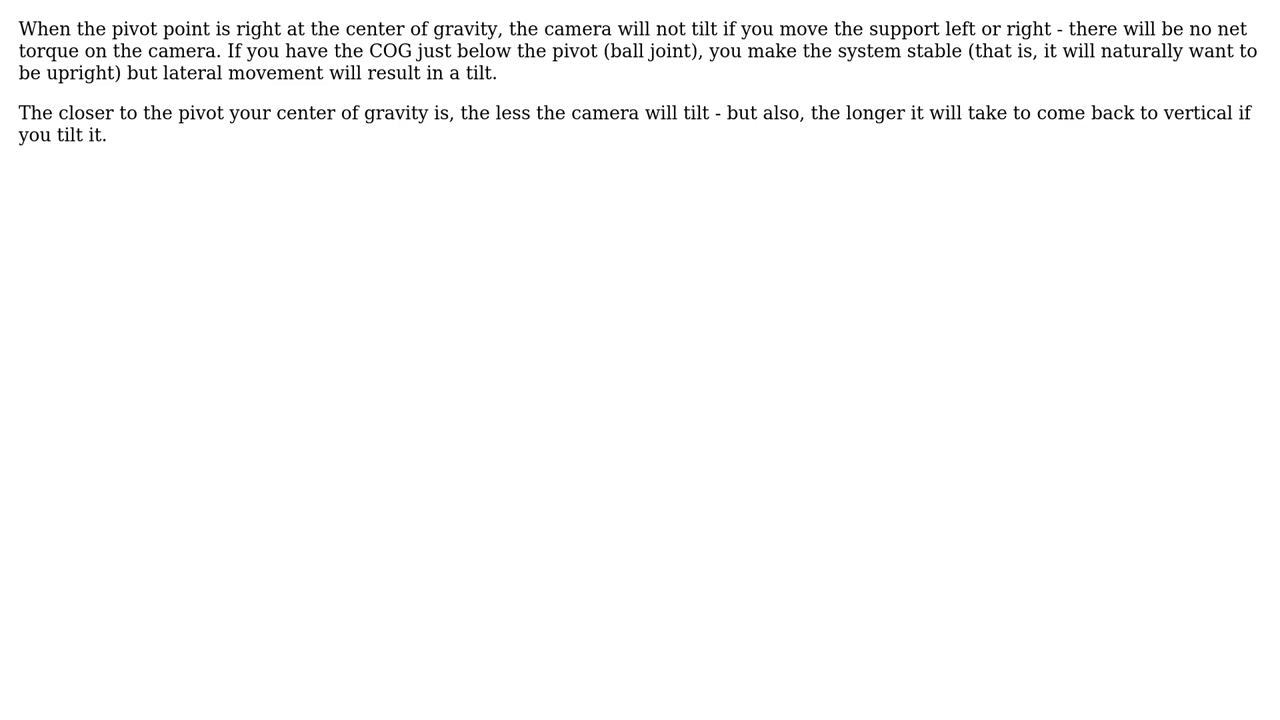 When the pivot point is right at the center of gravity, the camera will not tilt if you move the support left or right - there will be no net
torque on the camera. If you have the COG just below the pivot (ball joint), you make the system stable (that is, it will naturally want to
be upright) but lateral movement will result in a tilt.
The closer to the pivot your center of gravity is, the less the camera will tilt - but also, the longer it will take to come back to vertical if
you tilt it.